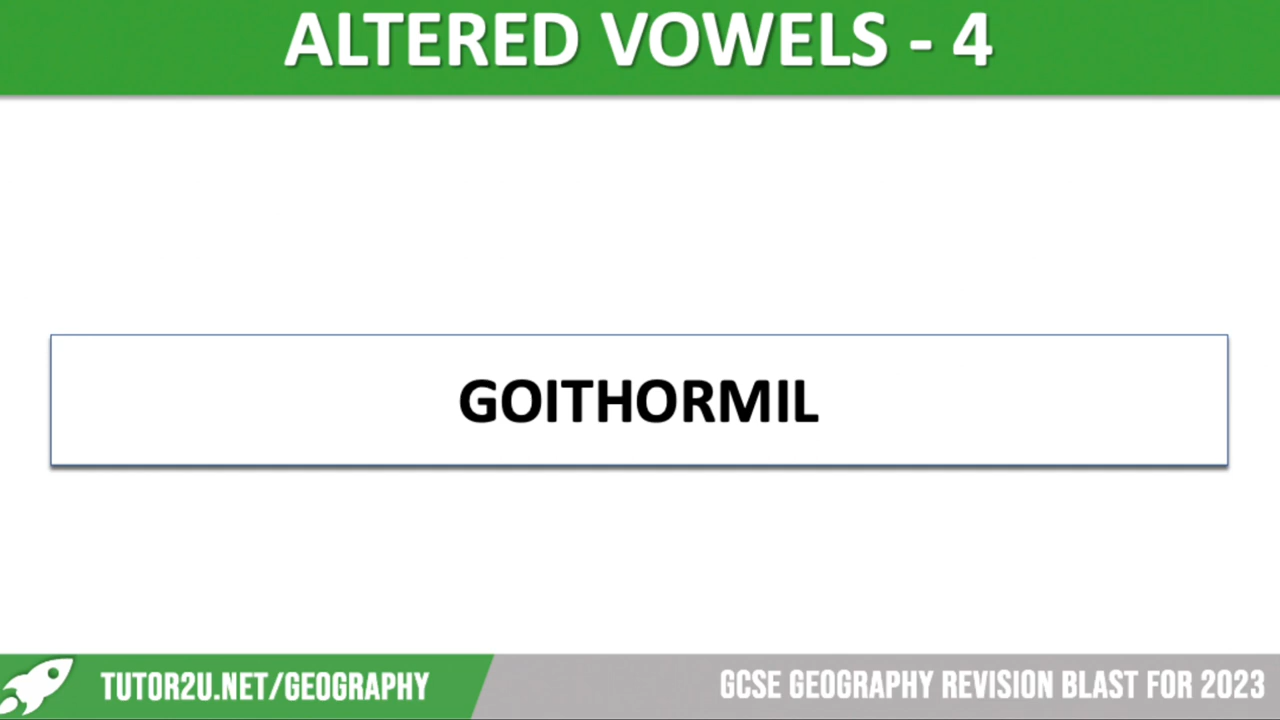 ALTERED VOWELS - 4
GOITHORMIL
TUTOR2U.NET/GEOGRAPHY
GCSE GEOGRAPHY REVISION BLAST FOR 2023